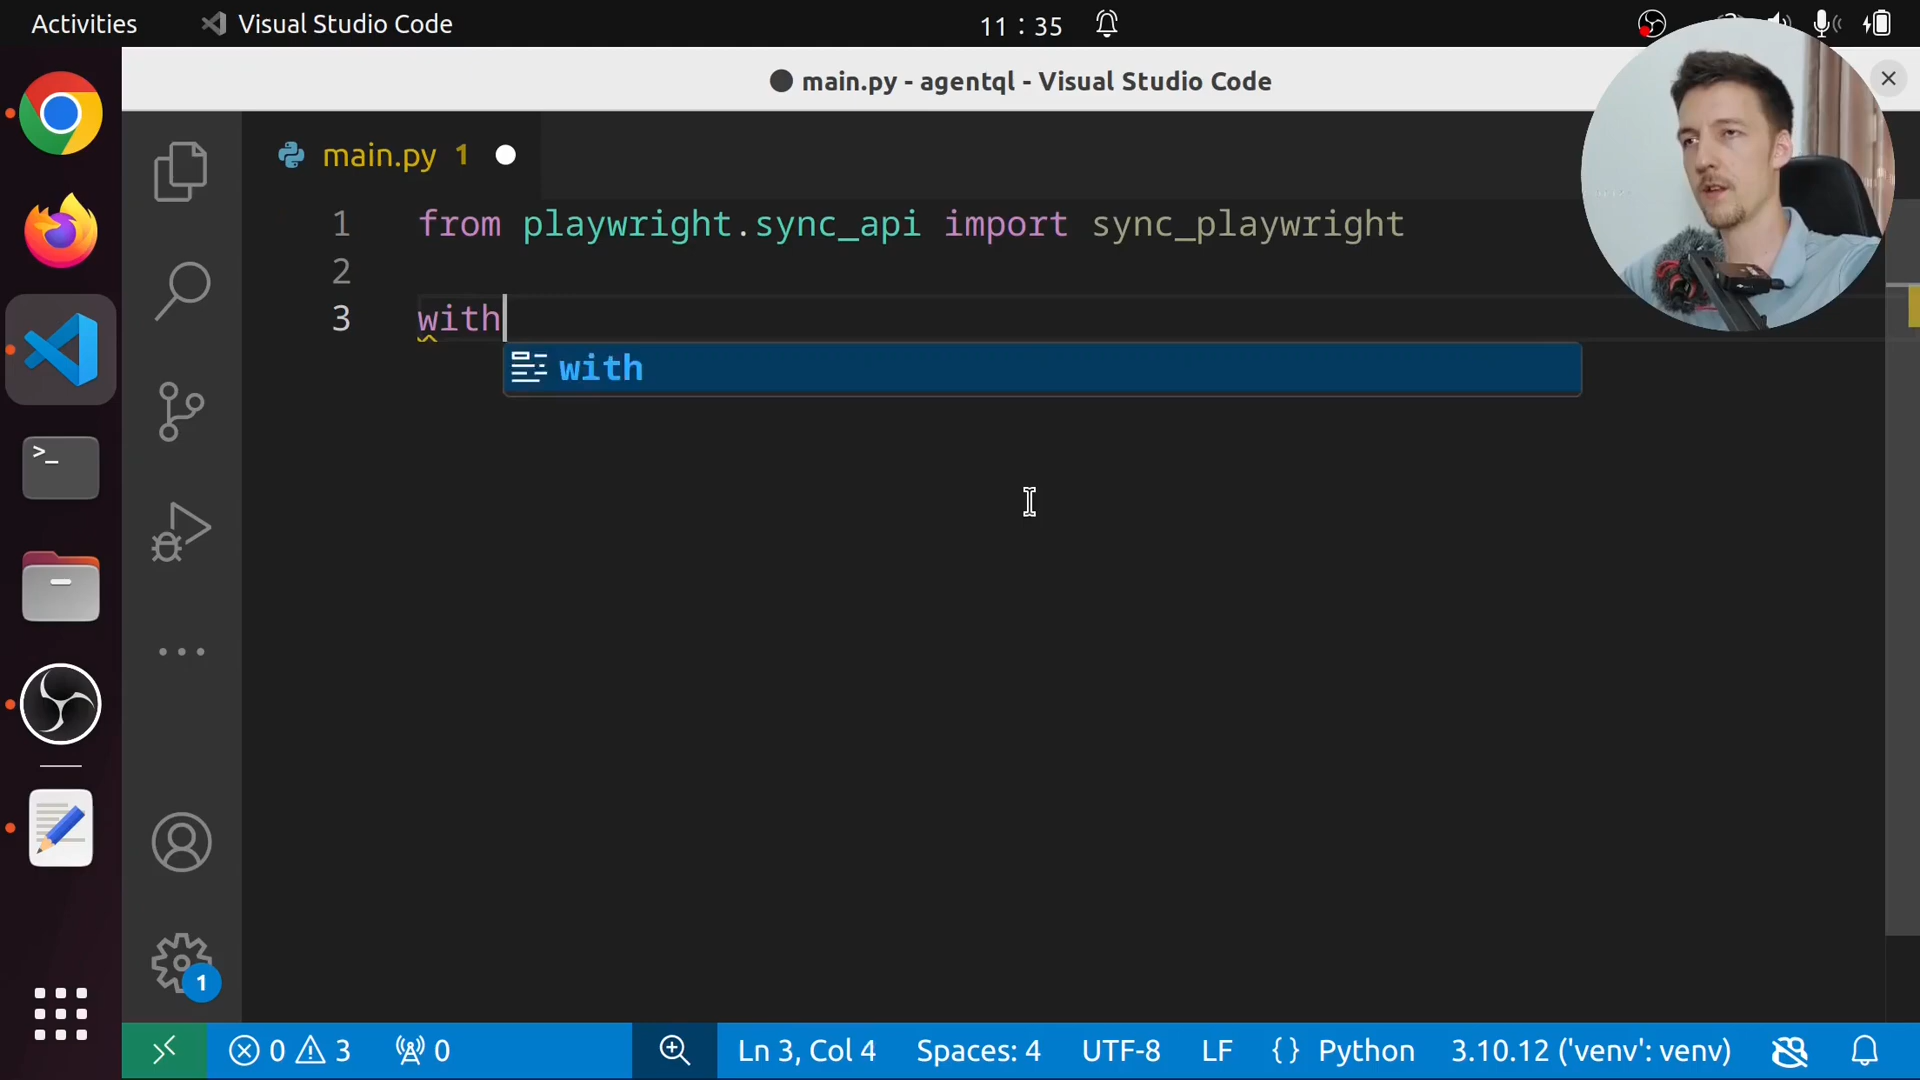 Activities
Visual Studio Code
11 : 35
main.py - agentql - Visual Studio Code
main.py 1
1 from playwright.sync_api import sync_playwright
2
3 with
with
>_
1
0 3 0
Ln 3, Col 4 Spaces: 4 UTF-8 LF {} Python 3.10.12 ('venv': venv)